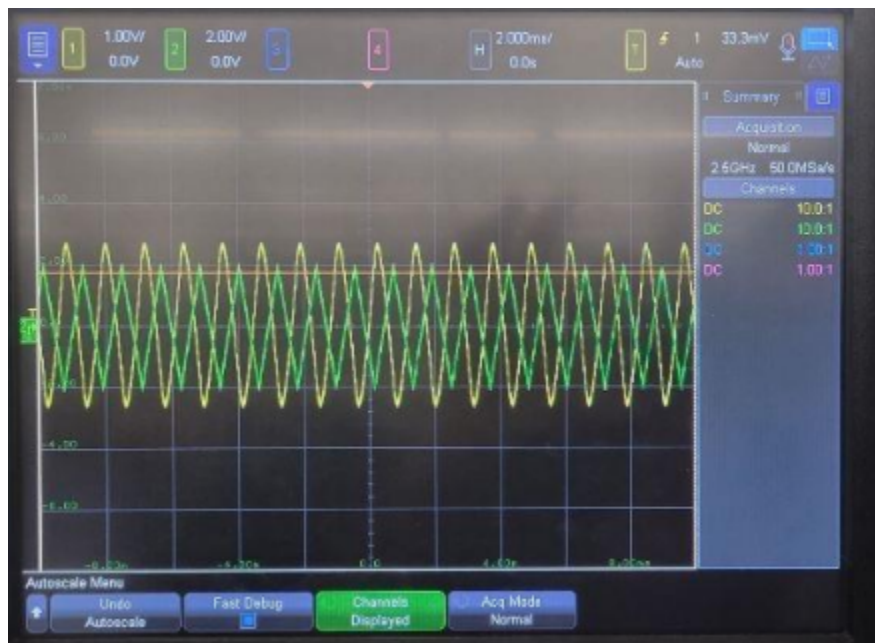 1 1.00V/ 2 2.00V/ 3 4 H 2.000ms/ T 1 33.3mV
0.0V 0.0V 0.0s Auto
Summary
Acquisition
Normal
2.5GHz 50.0MSa/s
Channels
DC 10.0:1
DC 10.0:1
DC 1.00:1
DC 1.00:1
-4.00
-6.00
0.0
Autoscale Menu
Undo Autoscale
Fast Debug
Channels Displayed
Acq Mode Normal